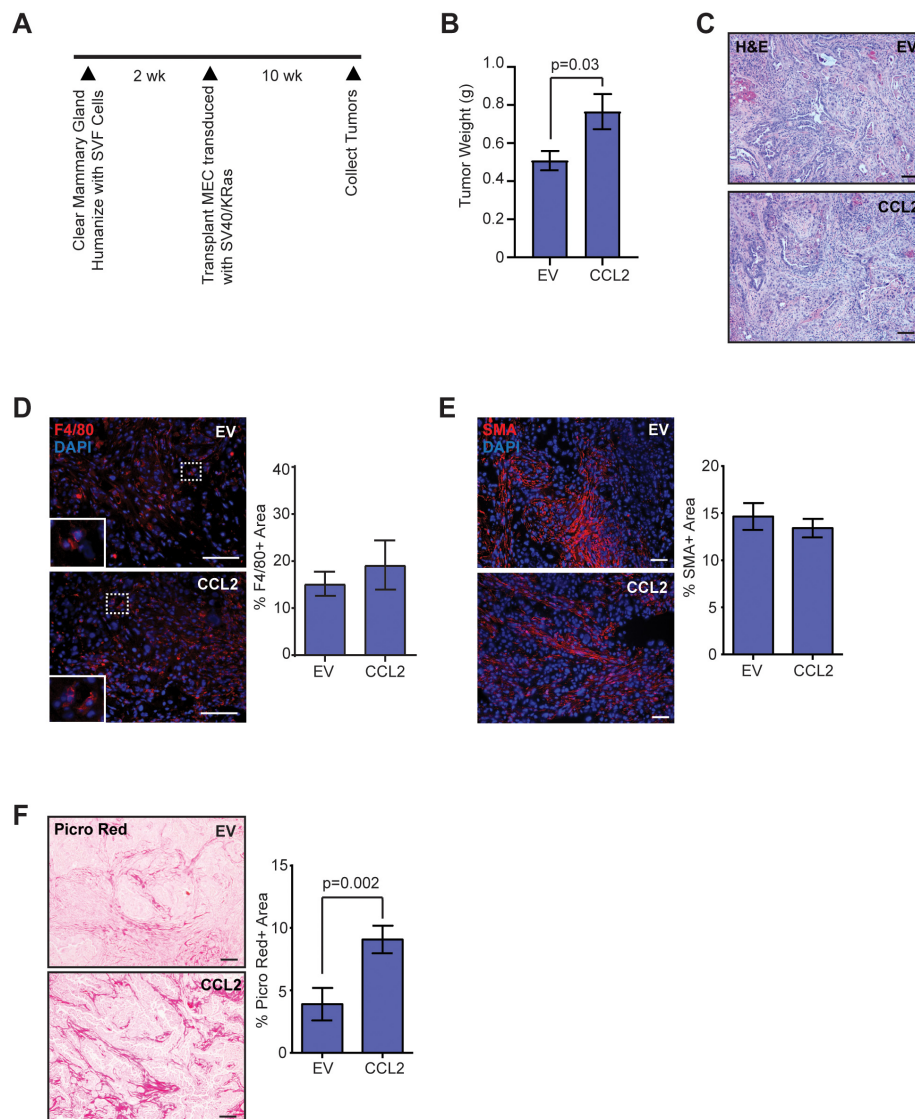 A
2 wk
10 wk
Clear Mammary Gland
Humanize with SVF Cells
Transplant MEC transduced
with SV40/KRas
Collect Tumors
B
p=0.03
Tumor Weight (g)
1.0
0.8
0.6
0.4
0.2
0
EV
CCL2
C
H&E
EV
CCL2
D
F4/80
DAPI
EV
CCL2
% F4/80+ Area
40
30
20
10
0
EV
CCL2
E
SMA
DAPI
EV
CCL2
% SMA+ Area
20
15
10
5
0
EV
CCL2
F
Picro Red
EV
CCL2
% Picro Red+ Area
p=0.002
15
10
5
0
EV
CCL2